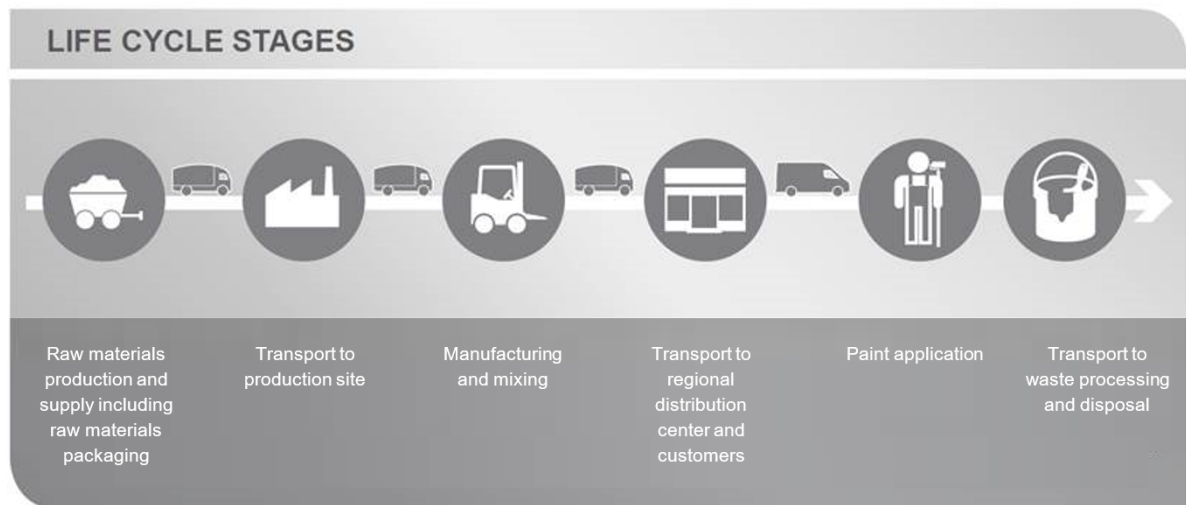 LIFE CYCLE STAGES
Raw materials
production and
supply including
raw materials
packaging
Transport to
production site
Manufacturing
and mixing
Transport to
regional
distribution
center and
customers
Paint application
Transport to
waste processing
and disposal